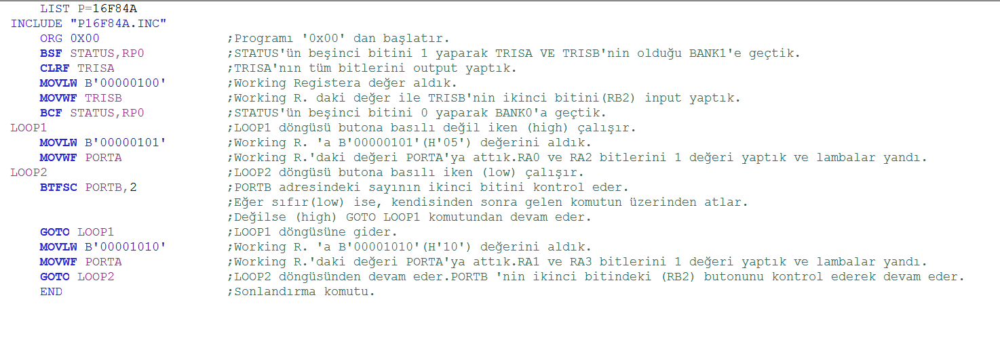 LIST P=16F84A
INCLUDE "P16F84A.INC"
ORG 0X00 ;Programı '0x00' dan başlatır.
BSF STATUS,RP0 ;STATUS'ün beşinci bitini 1 yaparak TRISA VE TRISB'nin olduğu BANK1'e geçtik.
CLRF TRISA ;TRISA'nın tüm bitlerini output yaptık.
MOVLW B'00000100' ;Working Registera değer aldık.
MOVWF TRISB ;Working R. daki değer ile TRISB'nin ikinci bitini(RB2) input yaptık.
BCF STATUS,RP0 ;STATUS'ün beşinci bitini 0 yaparak BANK0'a geçtik.
LOOP1 ;LOOP1 döngüsü butona basılı değil iken (high) çalışır.
MOVLW B'00000101' ;Working R. 'a B'00000101'(H'05') değerini aldık.
MOVWF PORTA ;Working R.'daki değeri PORTA'ya attık.RA0 ve RA2 bitlerini 1 değeri yaptık ve lambalar yandı.
LOOP2 ;LOOP2 döngüsü butona basılı iken (low) çalışır.
BTFSC PORTB,2 ;PORTB adresindeki sayının ikinci bitini kontrol eder.
;Eğer sıfır(low) ise, kendisinden sonra gelen komutun üzerinden atlar.
;Değilse (high) GOTO LOOP1 komutundan devam eder.
GOTO LOOP1 ;LOOP1 döngüsüne gider.
MOVLW B'00001010' ;Working R. 'a B'00001010'(H'10') değerini aldık.
MOVWF PORTA ;Working R.'daki değeri PORTA'ya attık.RA1 ve RA3 bitlerini 1 değeri yaptık ve lambalar yandı.
GOTO LOOP2 ;LOOP2 döngüsünden devam eder.PORTB 'nin ikinci bitindeki (RB2) butonunu kontrol ederek devam eder.
END ;Sonlandırma komutu.